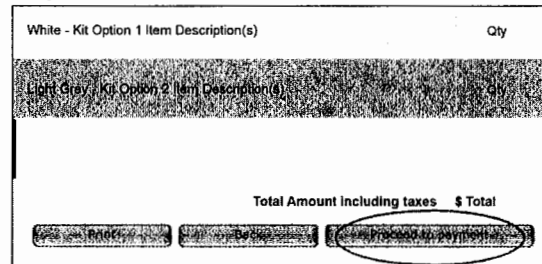 White - Kit Option 1 Item Description(s) Qty
Light Gray - Kit Option 2 Item Description(s) Qty
Total Amount including taxes $ Total
Print Back Proceed to payment